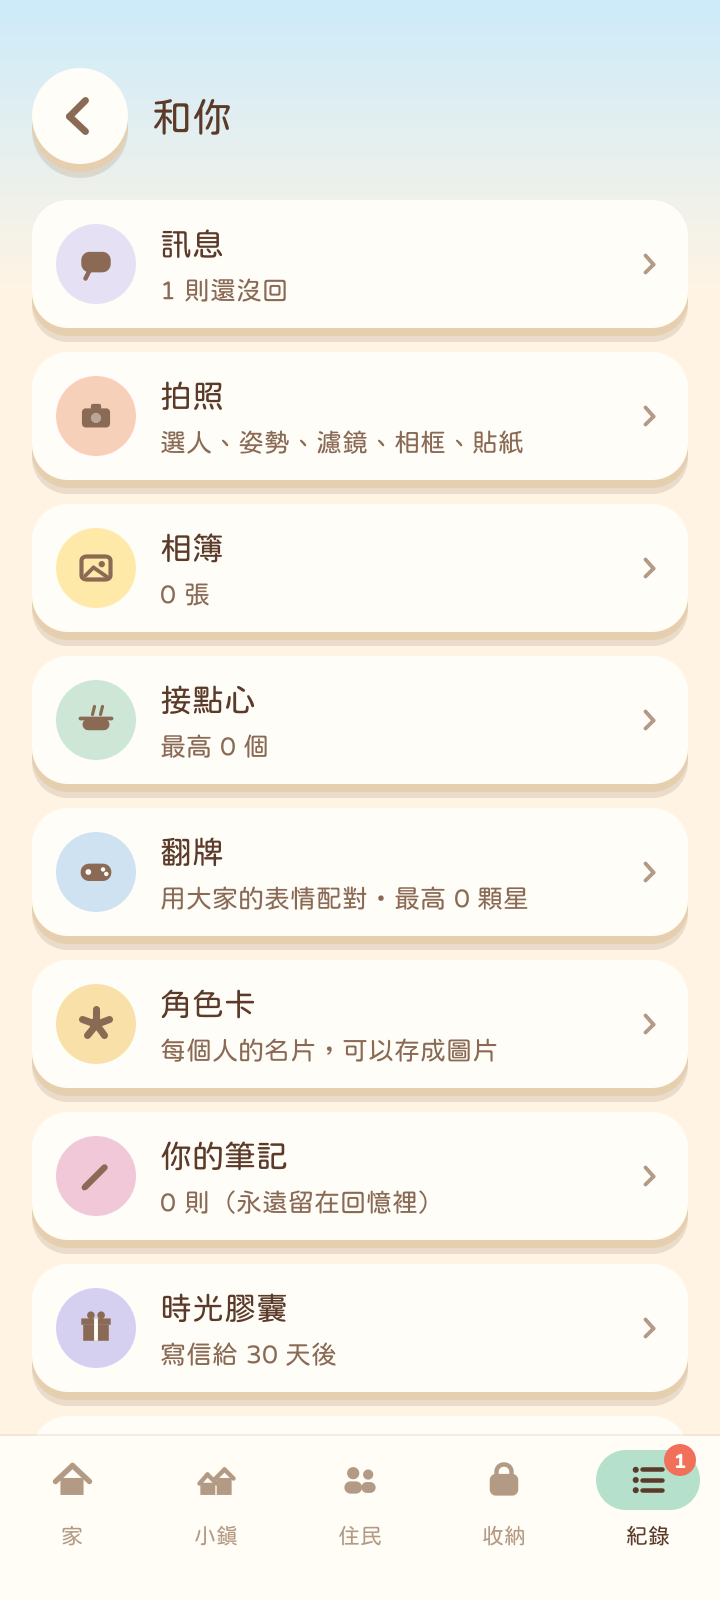 和你
訊息
1 則還沒回
拍照
選人、姿勢、濾鏡、相框、貼紙
相簿
0 張
接點心
最高 0 個
翻牌
用大家的表情配對・最高 0 顆星
角色卡
每個人的名片，可以存成圖片
你的筆記
0 則（永遠留在回憶裡）
時光膠囊
寫信給 30 天後
1
家
小鎮
住民
收納
紀錄